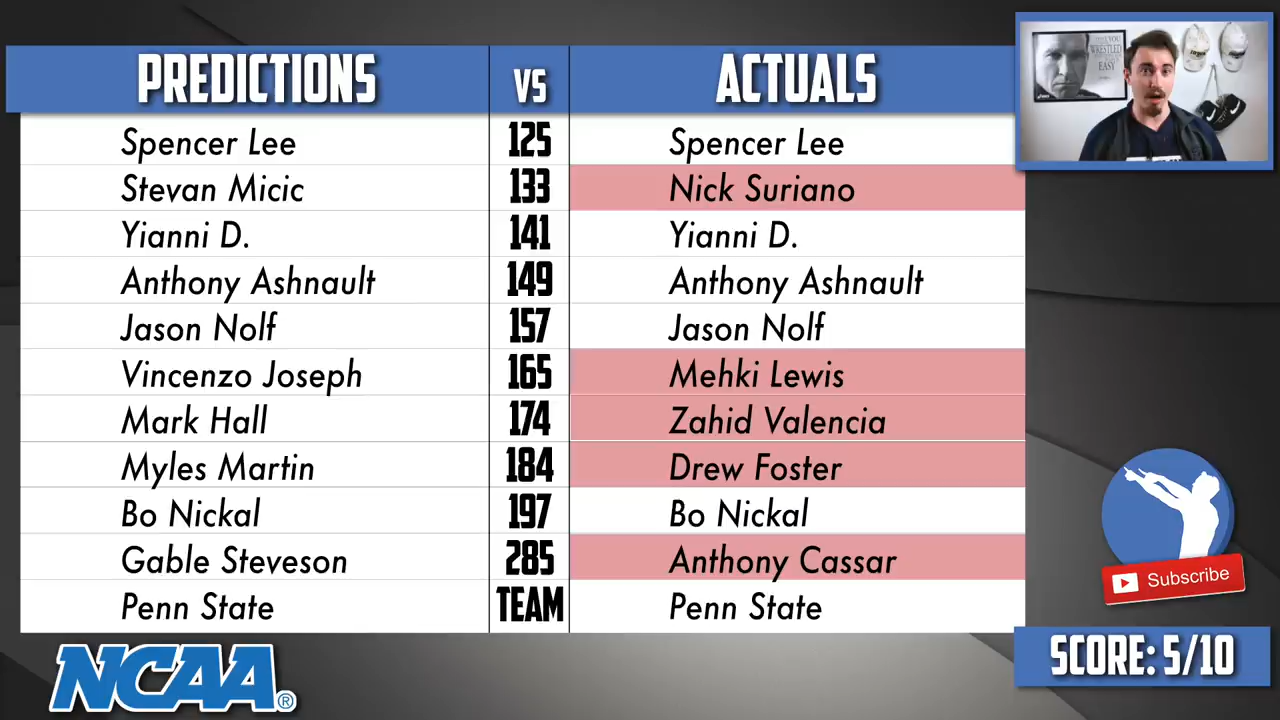 PREDICTIONS VS ACTUALS
Spencer Lee 125 Spencer Lee
Stevan Micic 133 Nick Suriano
Yianni D. 141 Yianni D.
Anthony Ashnault 149 Anthony Ashnault
Jason Nolf 157 Jason Nolf
Vincenzo Joseph 165 Mehki Lewis
Mark Hall 174 Zahid Valencia
Myles Martin 184 Drew Foster
Bo Nickal 197 Bo Nickal
Gable Steveson 285 Anthony Cassar
Penn State TEAM Penn State
YOU
WRESTLED
EASY
Subscribe
SCORE: 5/10
NCAA®